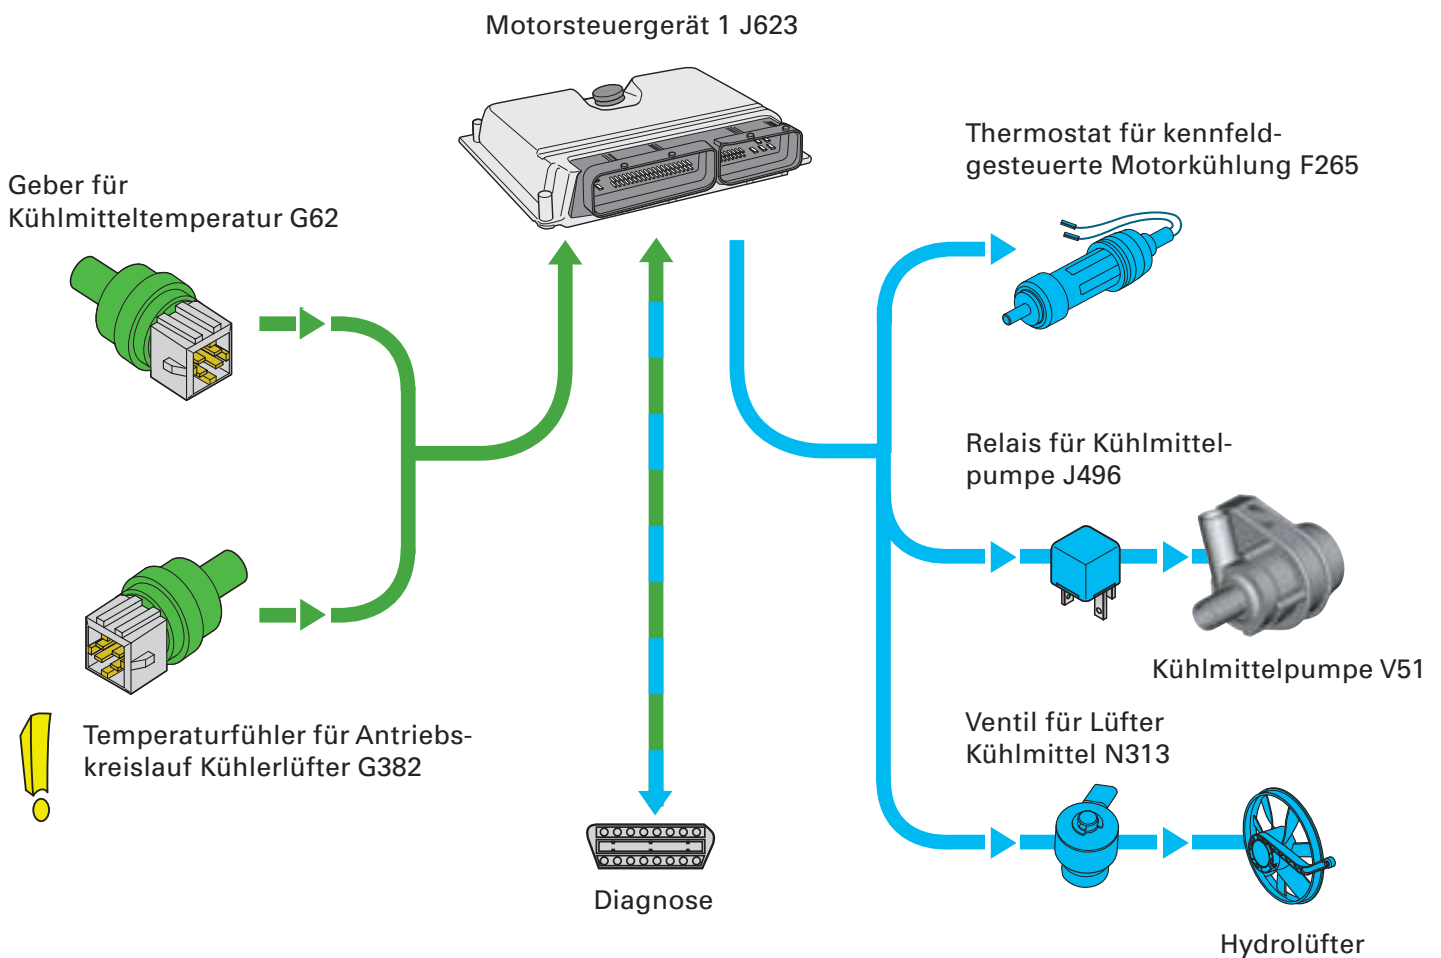 Motorsteuergerät 1 J623
Thermostat für kennfeld-
gesteuerte Motorkühlung F265
Geber für
Kühlmitteltemperatur G62
Relais für Kühlmittel-
pumpe J496
Kühlmittelpumpe V51
Temperaturfühler für Antriebs-
kreislauf Kühlerlüfter G382
Ventil für Lüfter
Kühlmittel N313
Diagnose
Hydrolüfter